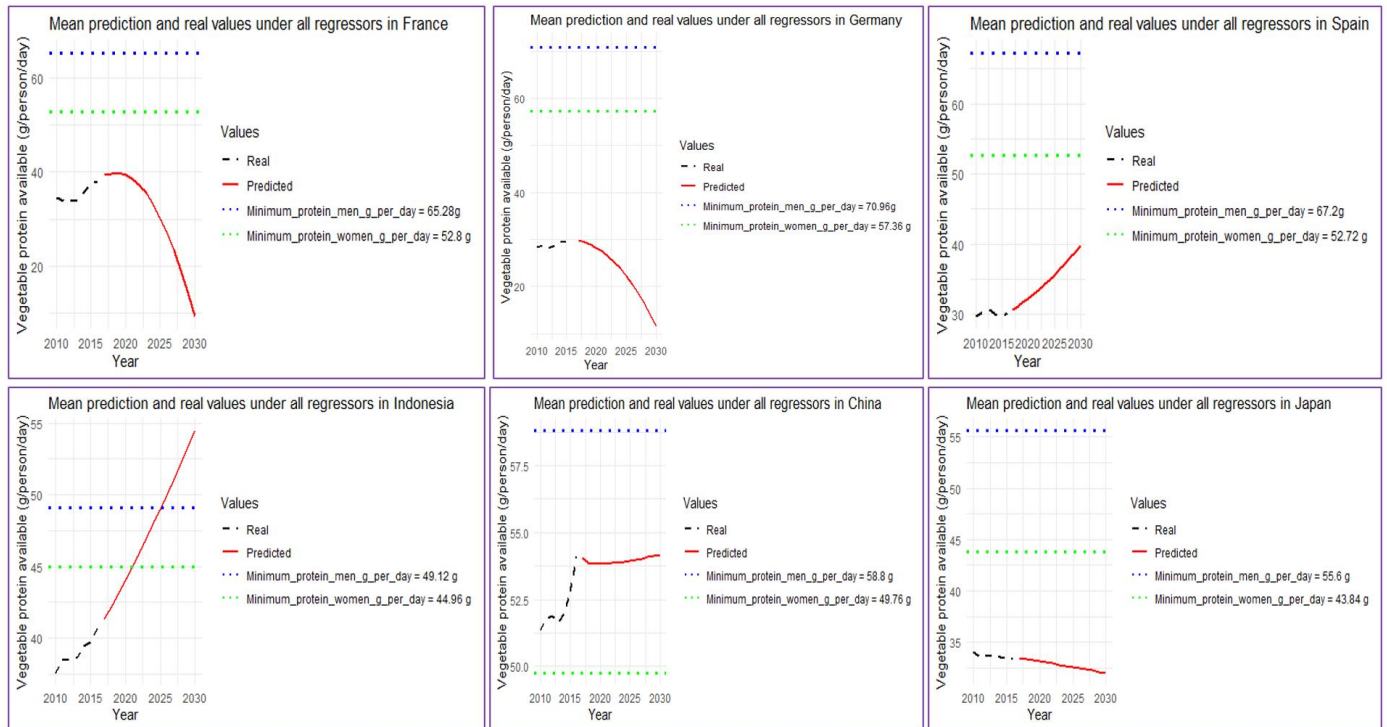 Mean prediction and real values under all regressors in France
Vegetable protein available (g/person/day)
60
40
20
2010 2015 2020 2025 2030
Year
Values
Real
Predicted
Minimum_protein_men_g_per_day = 65.28g
Minimum_protein_women_g_per_day = 52.8 g
Mean prediction and real values under all regressors in Germany
Vegetable protein available (g/person/day)
60
40
20
2010 2015 2020 2025 2030
Year
Values
Real
Predicted
Minimum_protein_men_g_per_day = 70.96g
Minimum_protein_women_g_per_day = 57.36 g
Mean prediction and real values under all regressors in Spain
Vegetable protein available (g/person/day)
60
50
40
30
2010 2015 2020 2025 2030
Year
Values
Real
Predicted
Minimum_protein_men_g_per_day = 67.2g
Minimum_protein_women_g_per_day = 52.72 g
Mean prediction and real values under all regressors in Indonesia
Vegetable protein available (g/person/day)
55
50
45
40
2010 2015 2020 2025 2030
Year
Values
Real
Predicted
Minimum_protein_men_g_per_day = 49.12 g
Minimum_protein_women_g_per_day = 44.96 g
Mean prediction and real values under all regressors in China
Vegetable protein available (g/person/day)
57.5
55.0
52.5
50.0
2010 2015 2020 2025 2030
Year
Values
Real
Predicted
Minimum_protein_men_g_per_day = 58.8 g
Minimum_protein_women_g_per_day = 49.76 g
Mean prediction and real values under all regressors in Japan
Vegetable protein available (g/person/day)
55
50
45
40
35
2010 2015 2020 2025 2030
Year
Values
Real
Predicted
Minimum_protein_men_g_per_day = 55.6 g
Minimum_protein_women_g_per_day = 43.84 g